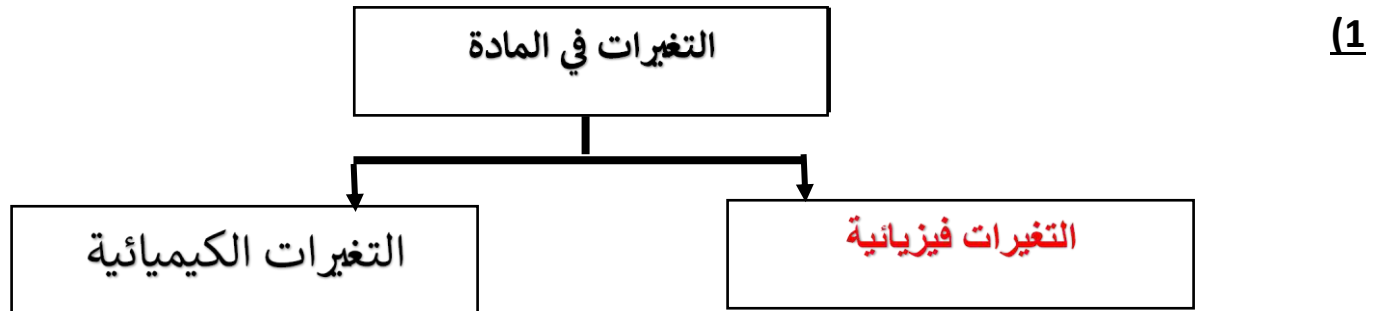 (1
التغيرات في المادة
التغيرات فيزيائية
التغيرات الكيميائية